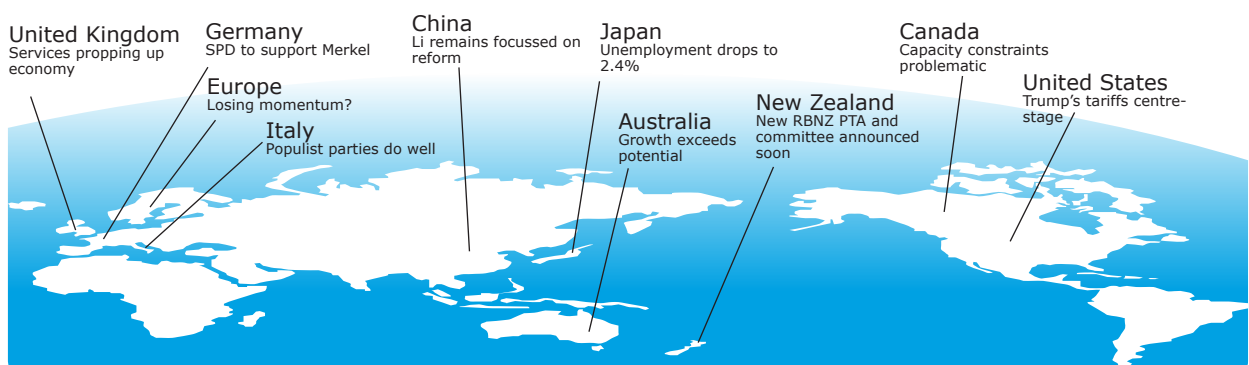 United Kingdom
Services propping up
economy
Germany
SPD to support Merkel
Europe
Losing momentum?
Italy
Populist parties do well
China
Li remains focussed on
reform
Japan
Unemployment drops to
2.4%
Australia
Growth exceeds
potential
New Zealand
New RBNZ PTA and
committee announced
soon
Canada
Capacity constraints
problematic
United States
Trump's tariffs centre-
stage